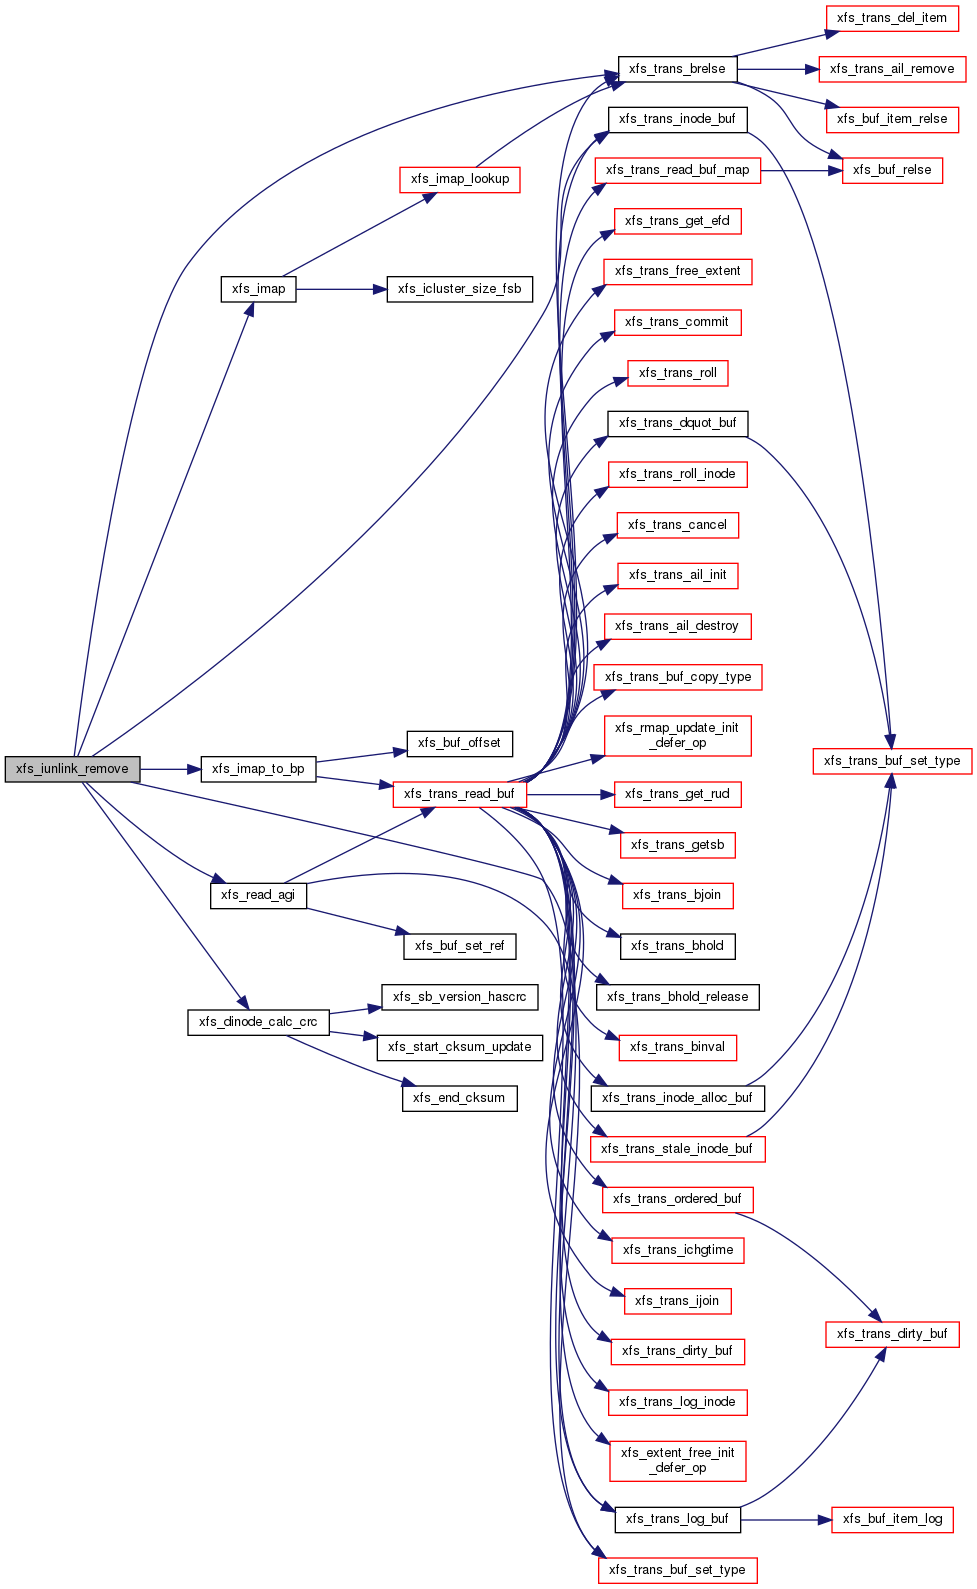 xfs_trans_del_item
xfs_trans_brelse
xfs_trans_ail_remove
xfs_trans_inode_buf
xfs_buf_item_relse
xfs_imap_lookup
xfs_trans_read_buf_map
xfs_buf_relse
xfs_trans_get_efd
xfs_trans_free_extent
xfs_imap
xfs_icluster_size_fsb
xfs_trans_commit
xfs_trans_roll
xfs_trans_dquot_buf
xfs_trans_roll_inode
xfs_trans_cancel
xfs_trans_ail_init
xfs_trans_ail_destroy
xfs_trans_buf_copy_type
xfs_rmap_update_init
_defer_op
xfs_buf_offset
xfs_trans_buf_set_type
xfs_iunlink_remove
xfs_imap_to_bp
xfs_trans_read_buf
xfs_trans_get_rud
xfs_trans_getsb
xfs_read_agi
xfs_trans_bjoin
xfs_buf_set_ref
xfs_trans_bhold
xfs_sb_version_hascrc
xfs_trans_bhold_release
xfs_dinode_calc_crc
xfs_start_cksum_update
xfs_trans_binval
xfs_end_cksum
xfs_trans_inode_alloc_buf
xfs_trans_stale_inode_buf
xfs_trans_ordered_buf
xfs_trans_ichgtime
xfs_trans_ijoin
xfs_trans_dirty_buf
xfs_trans_dirty_buf
xfs_trans_log_inode
xfs_extent_free_init
_defer_op
xfs_trans_log_buf
xfs_buf_item_log
xfs_trans_buf_set_type